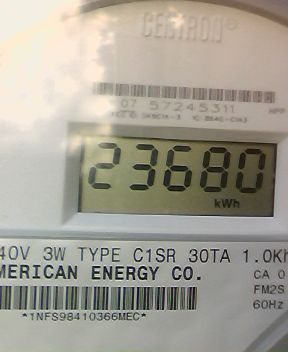 CENTRON®
07 57245311
23680
kWh
40V 3W TYPE C1SR 30TA 1.0Kh
MERICAN ENERGY CO.
CA 0
FM2S
60Hz
*1NFS98410366MEC*